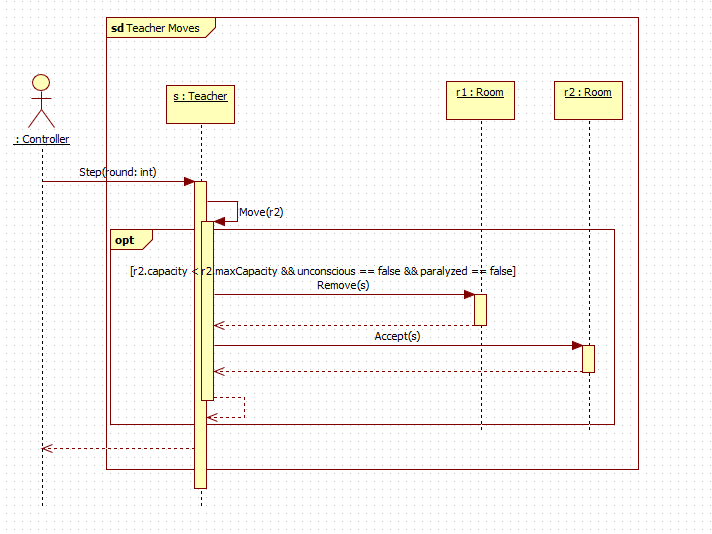 sd Teacher Moves
s : Teacher
r1 : Room
r2 : Room
: Controller
Step(round: int)
Move(r2)
opt
[r2.capacity < r2.maxCapacity && unconscious == false && paralyzed == false]
Remove(s)
Accept(s)